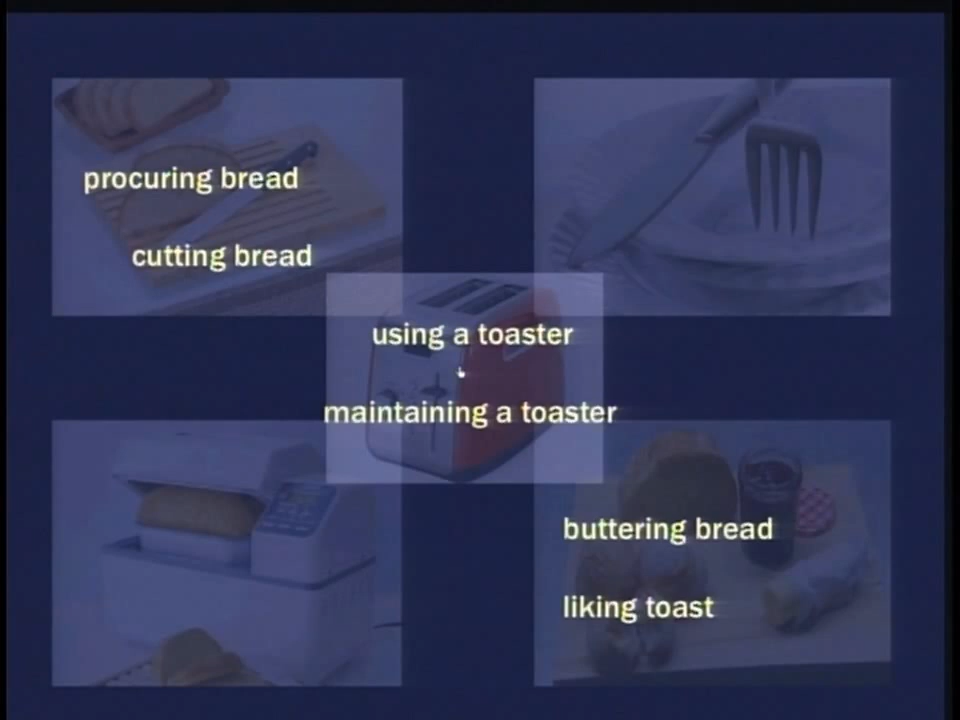 procuring bread
cutting bread
using a toaster
maintaining a toaster
buttering bread
liking toast